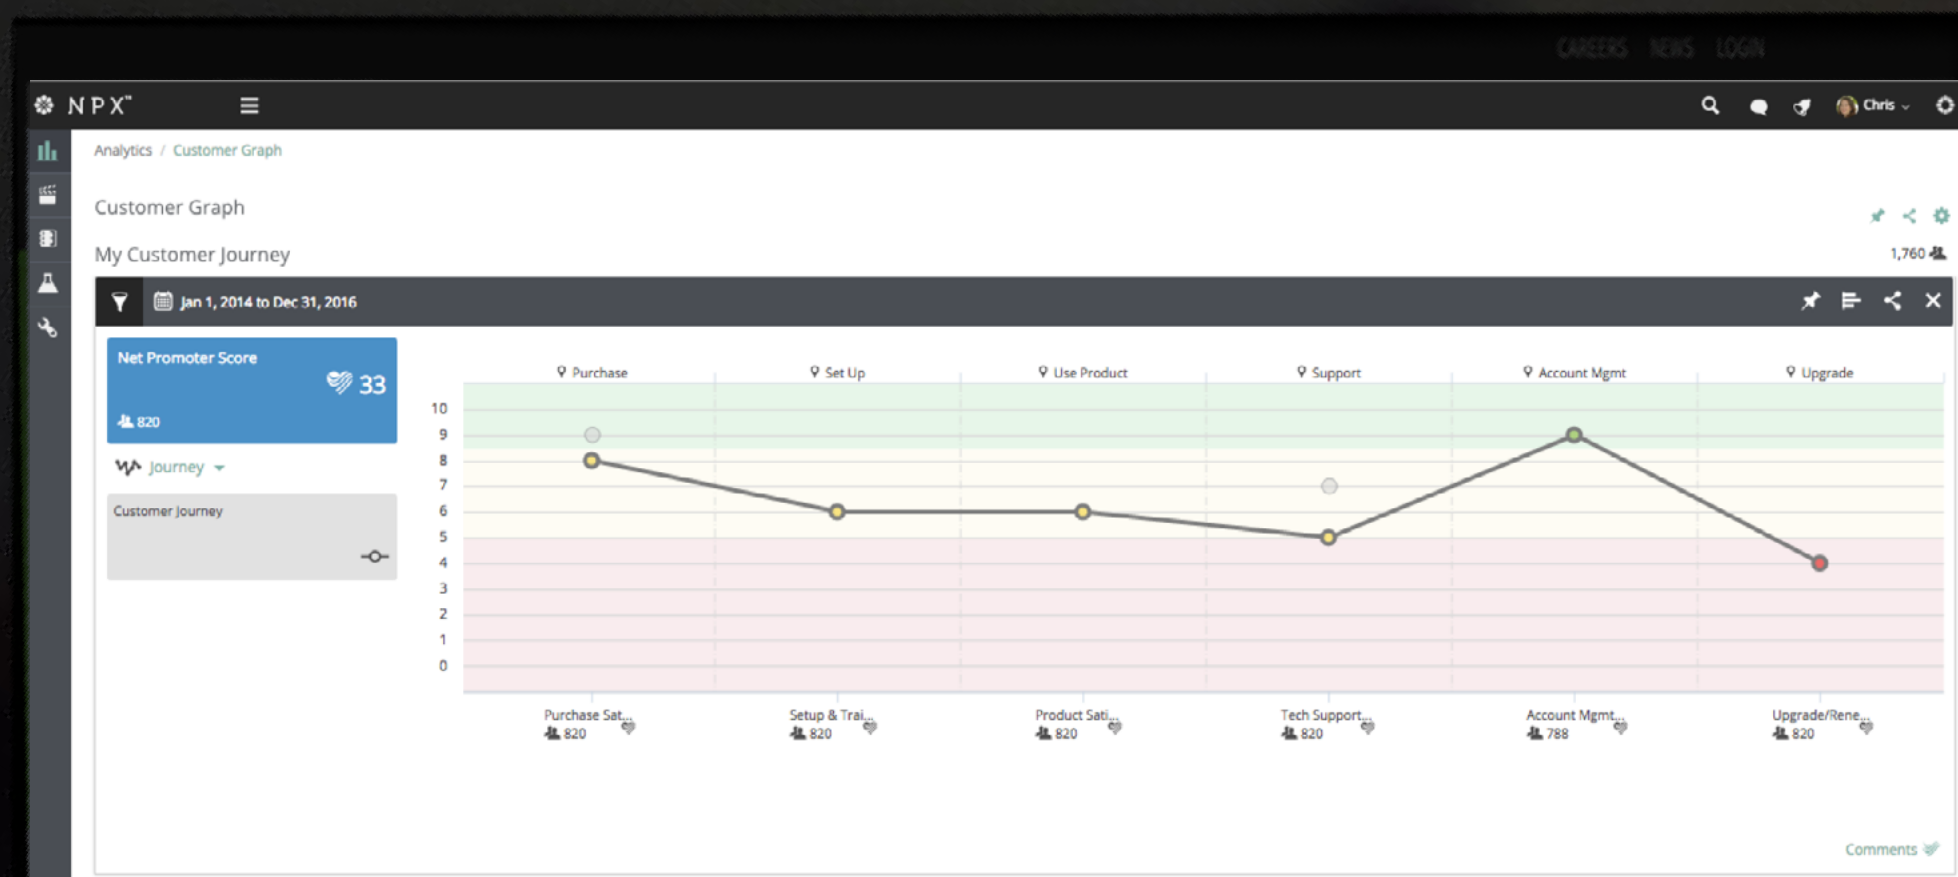 CAREERS NEWS LOGIN
NPX™ Chris
Analytics / Customer Graph
Customer Graph
My Customer Journey 1,760
Jan 1, 2014 to Dec 31, 2016
Net Promoter Score
33
820
Journey
Customer Journey
Purchase Set Up Use Product Support Account Mgmt Upgrade
10
9
8
7
6
5
4
3
2
1
0
Purchase Sat... Setup & Trai... Product Sati... Tech Support... Account Mgmt... Upgrade/Rene...
820 820 820 820 788 820
Comments